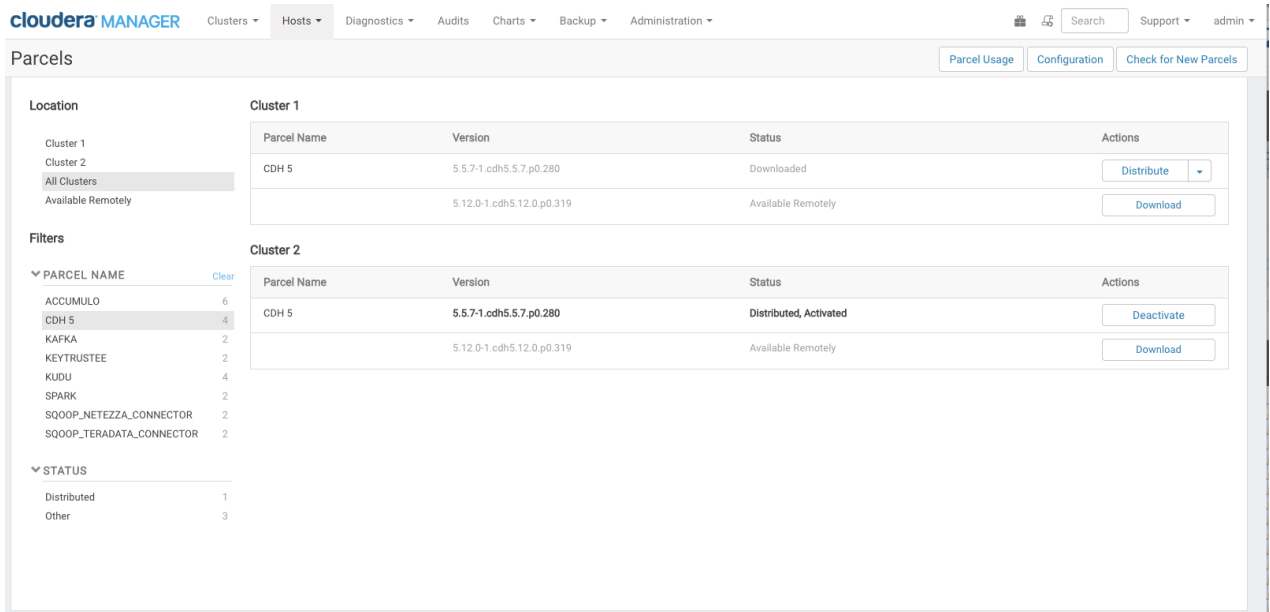 cloudera MANAGER Clusters Hosts Diagnostics Audits Charts Backup Administration Search Support admin
Parcels Parcel Usage Configuration Check for New Parcels
Location
Cluster 1
Cluster 2
All Clusters
Available Remotely
Filters
PARCEL NAME Clear
ACCUMULO 6
CDH 5 4
KAFKA 2
KEYTRUSTEE 2
KUDU 4
SPARK 2
SQOOP_NETEZZA_CONNECTOR 2
SQOOP_TERADATA_CONNECTOR 2
STATUS
Distributed 1
Other 3
Cluster 1
Parcel Name Version Status Actions
CDH 5 5.5.7-1.cdh5.5.7.p0.280 Downloaded Distribute
5.12.0-1.cdh5.12.0.p0.319 Available Remotely Download
Cluster 2
Parcel Name Version Status Actions
CDH 5 5.5.7-1.cdh5.5.7.p0.280 Distributed, Activated Deactivate
5.12.0-1.cdh5.12.0.p0.319 Available Remotely Download